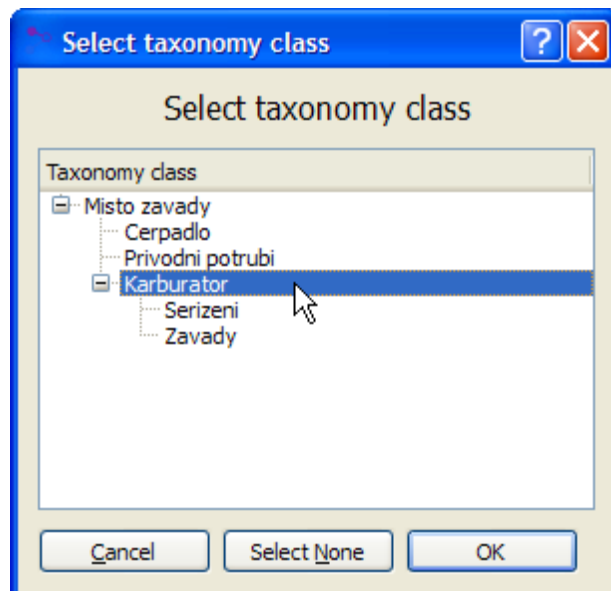 Select taxonomy class
Select taxonomy class
Taxonomy class
Misto zavady
Cerpadlo
Privodni potrubi
Karburator
Serizeni
Zavady
Cancel Select None OK